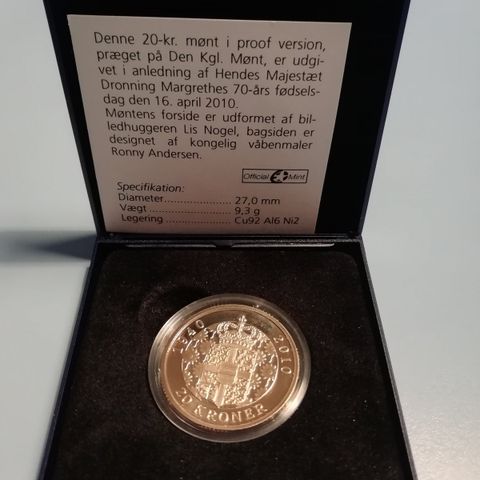 Denne 20-kr. mønt i proof version,
præget på Den Kgl. Mønt, er udgi-
vet i anledning af Hendes Majestæt
Dronning Margrethes 70-års fødsels-
dag den 16. april 2010.
Møntens forside er udformet af bil-
ledhuggeren Lis Nogel, bagsiden er
designet af kongelig våbenmaler
Ronny Andersen.
Official Mint
Specifikation:
Diameter..................... 27,0 mm
Vægt ......................... 9,3 g
Legering ..................... Cu92 Al6 Ni2
1940 2010
20 KRONER